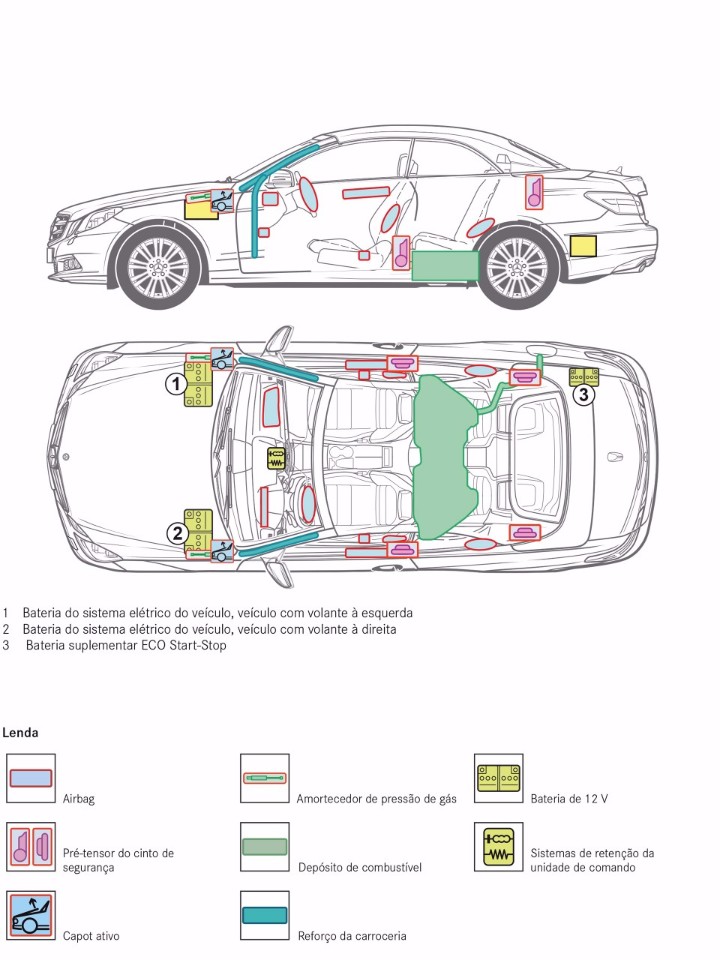 1
2
3
1 Bateria do sistema elétrico do veículo, veículo com volante à esquerda
2 Bateria do sistema elétrico do veículo, veículo com volante à direita
3 Bateria suplementar ECO Start-Stop
Lenda
Airbag
Amortecedor de pressão de gás
Bateria de 12 V
Pré-tensor do cinto de
segurança
Depósito de combustível
Sistemas de retenção da
unidade de comando
Capot ativo
Reforço da carroceria